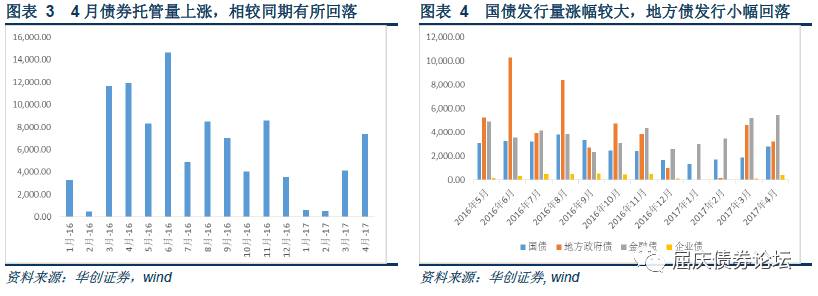 图表 3 4 月债券托管量上涨，相较同期有所回落
16,000.00
14,000.00
12,000.00
10,000.00
8,000.00
6,000.00
4,000.00
2,000.00
0.00
1月-16
2月-16
3月-16
4月-16
5月-16
6月-16
7月-16
8月-16
9月-16
10月-16
11月-16
12月-16
1月-17
2月-17
3月-17
4月-17
资料来源：华创证券，wind
图表 4 国债发行量涨幅较大，地方债发行小幅回落
12,000.00
10,000.00
8,000.00
6,000.00
4,000.00
2,000.00
0.00
2016年5月
2016年6月
2016年7月
2016年8月
2016年9月
2016年10月
2016年11月
2016年12月
2017年1月
2017年2月
2017年3月
2017年4月
国债 地方政府债 金融债 企业债
资料来源：华创证券, wind
屈庆债券论坛